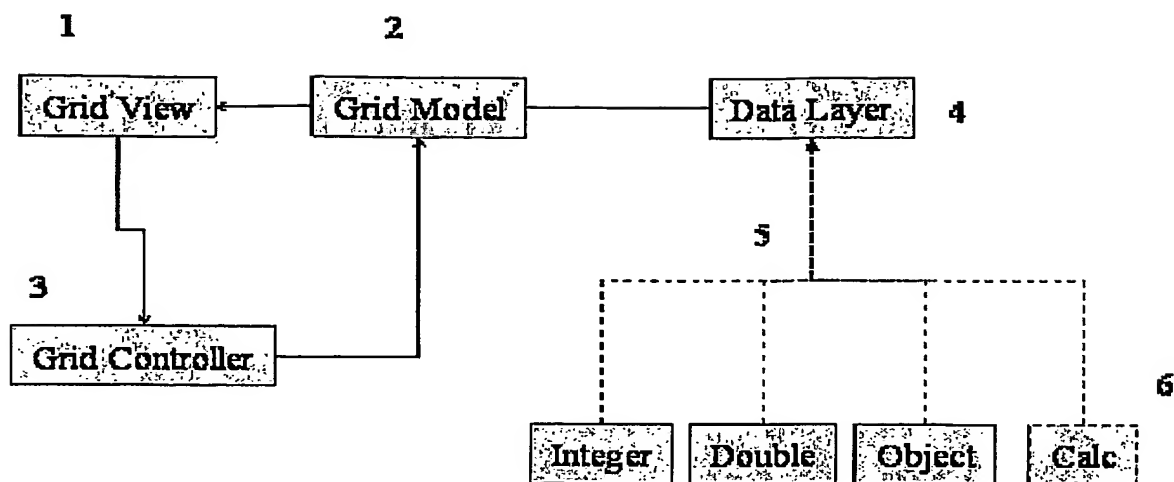 1
2
Grid View
Grid Model
Data Layer
4
5
3
Grid Controller
6
Integer
Double
Object
Calc